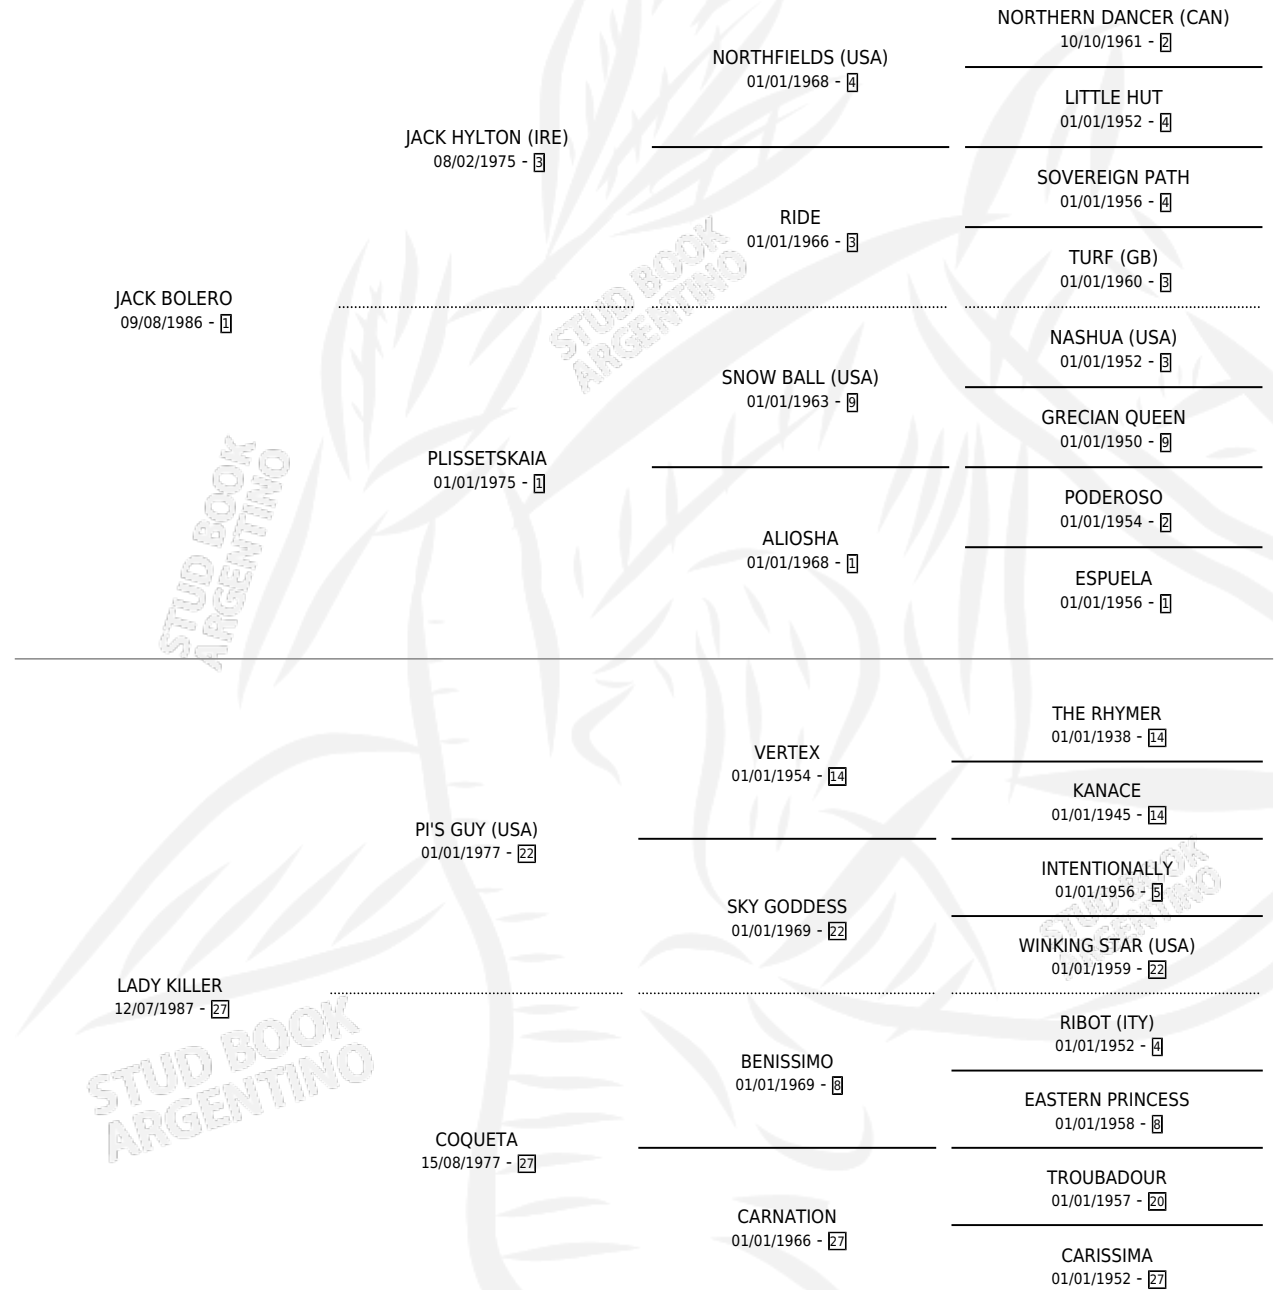 NORTHERN DANCER (CAN)
10/10/1961 - 2
NORTHFIELDS (USA)
01/01/1968 - 4
LITTLE HUT
01/01/1952 - 4
JACK HYLTON (IRE)
08/02/1975 - 3
SOVEREIGN PATH
01/01/1956 - 4
RIDE
01/01/1966 - 3
TURF (GB)
01/01/1960 - 3
JACK BOLERO
09/08/1986 - 1
NASHUA (USA)
01/01/1952 - 3
SNOW BALL (USA)
01/01/1963 - 9
GRECIAN QUEEN
01/01/1950 - 9
PLISSETSKAIA
01/01/1975 - 1
PODEROSO
01/01/1954 - 2
ALIOSHA
01/01/1968 - 1
ESPUELA
01/01/1956 - 1
STUD BOOK
ARGENTINO
STUD BOOK
ARGENTINO
THE RHYMER
01/01/1938 - 14
VERTEX
01/01/1954 - 14
KANACE
01/01/1945 - 14
PI'S GUY (USA)
01/01/1977 - 22
INTENTIONALLY
01/01/1956 - 5
SKY GODDESS
01/01/1969 - 22
WINKING STAR (USA)
01/01/1959 - 22
STUD BOOK
ARGENTINO
LADY KILLER
12/07/1987 - 27
RIBOT (ITY)
01/01/1952 - 4
BENISSIMO
01/01/1969 - 8
EASTERN PRINCESS
01/01/1958 - 8
COQUETA
15/08/1977 - 27
TROUBADOUR
01/01/1957 - 20
CARNATION
01/01/1966 - 27
CARISSIMA
01/01/1952 - 27
STUD BOOK
ARGENTINO